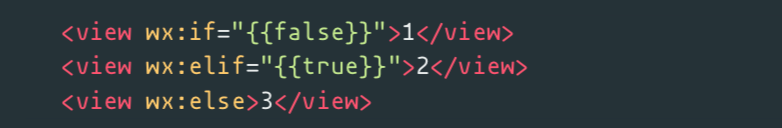 <view wx:if="{{false}}">1</view>
<view wx:elif="{{true}}">2</view>
<view wx:else>3</view>